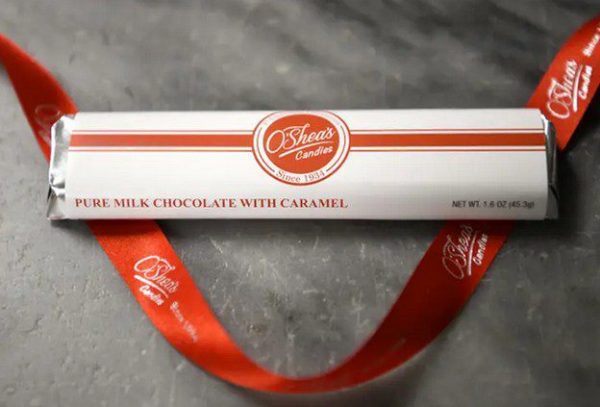 O'Shea's
Candies
Since 1934
PURE MILK CHOCOLATE WITH CARAMEL
NET WT. 1.6 OZ (45.3g)
O'Shea's
Candies
O'Shea's
Candies
Since
O'Shea's
Candies